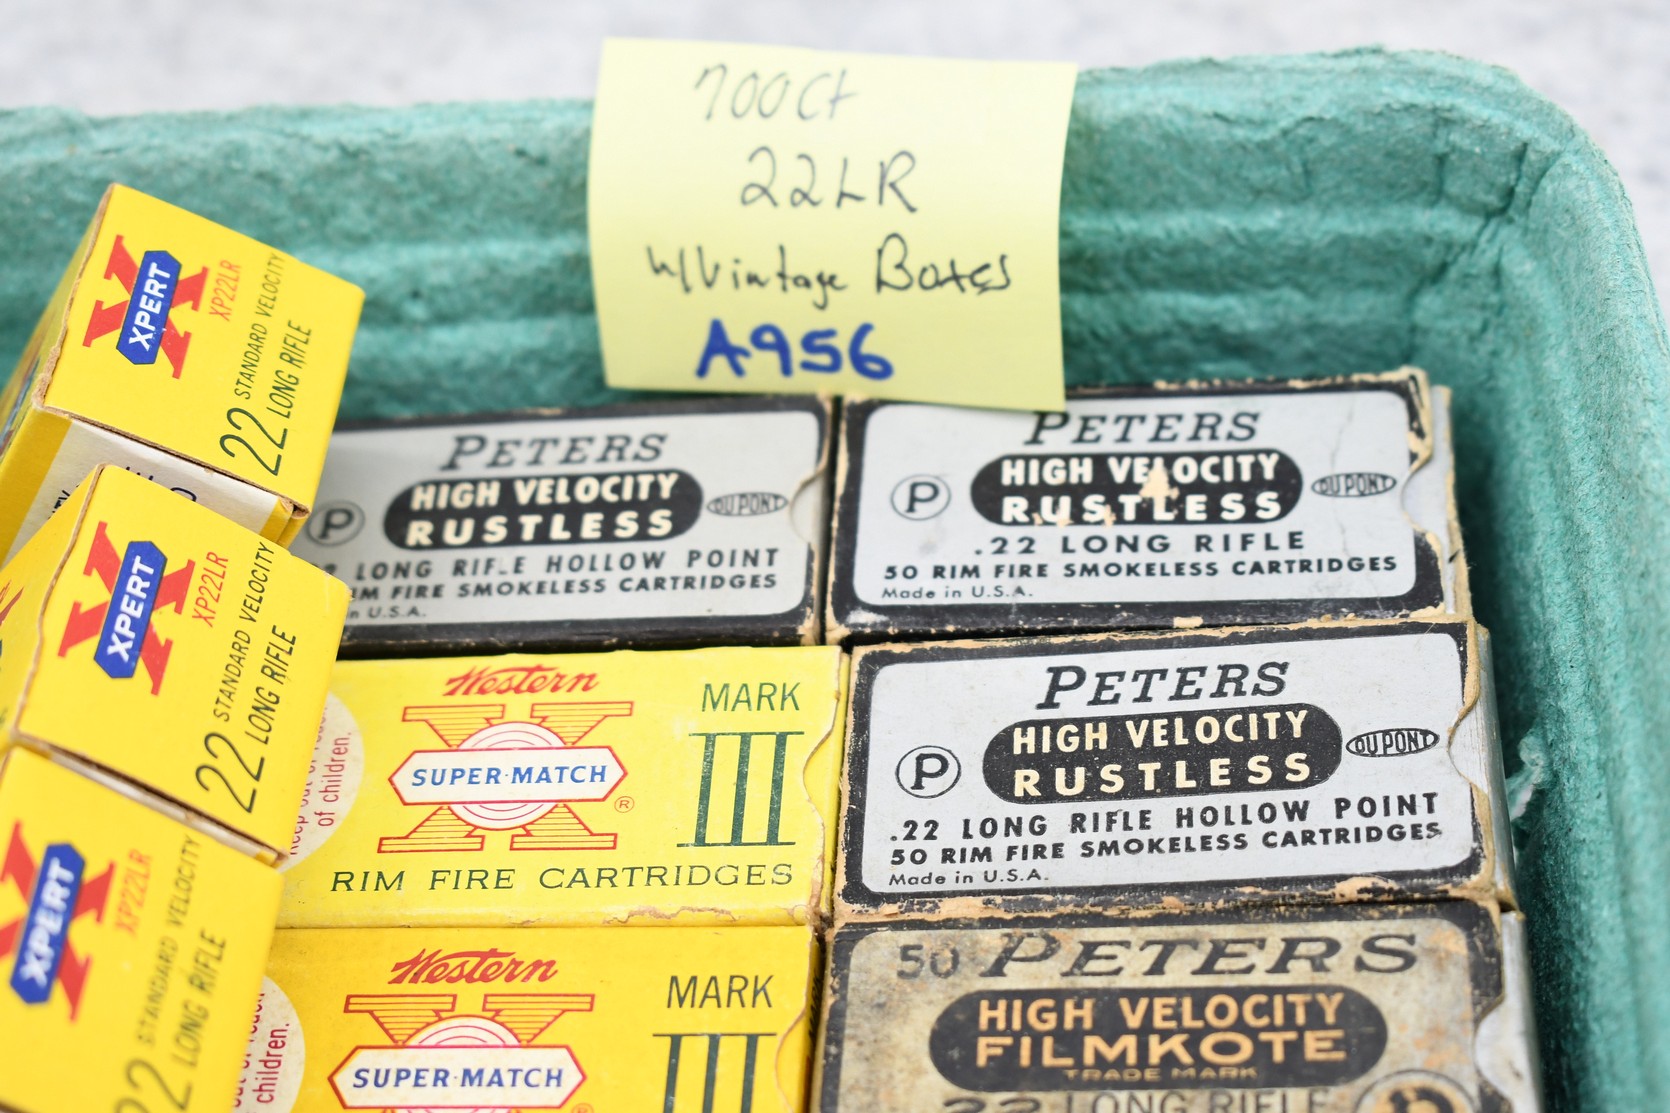 700Ct
22LR
w/Vintage Boxes
A956
XPERT
XP22LR
22 STANDARD VELOCITY
LONG RIFLE
XPERT
XP22LR
22 STANDARD VELOCITY
LONG RIFLE
XPERT
XP22LR
STANDARD VELOCITY
LONG RIFLE
PETERS
HIGH VELOCITY
RUSTLESS
P
DU PONT
LONG RIFLE HOLLOW POINT
FIRE SMOKELESS CARTRIDGES
in U.S.A.
PETERS
HIGH VELOCITY
RUSTLESS
P
DU PONT
.22 LONG RIFLE
50 RIM FIRE SMOKELESS CARTRIDGES
Made in U.S.A.
Western
X
SUPER·MATCH
®
MARK
III
of children.
RIM FIRE CARTRIDGES
PETERS
HIGH VELOCITY
RUSTLESS
P
DU PONT
.22 LONG RIFLE HOLLOW POINT
50 RIM FIRE SMOKELESS CARTRIDGES
Made in U.S.A.
Western
SUPER·MATCH
MARK
III
children.
50 PETERS
HIGH VELOCITY
FILMKOTE
TRADE MARK
22 LONG RIFLE